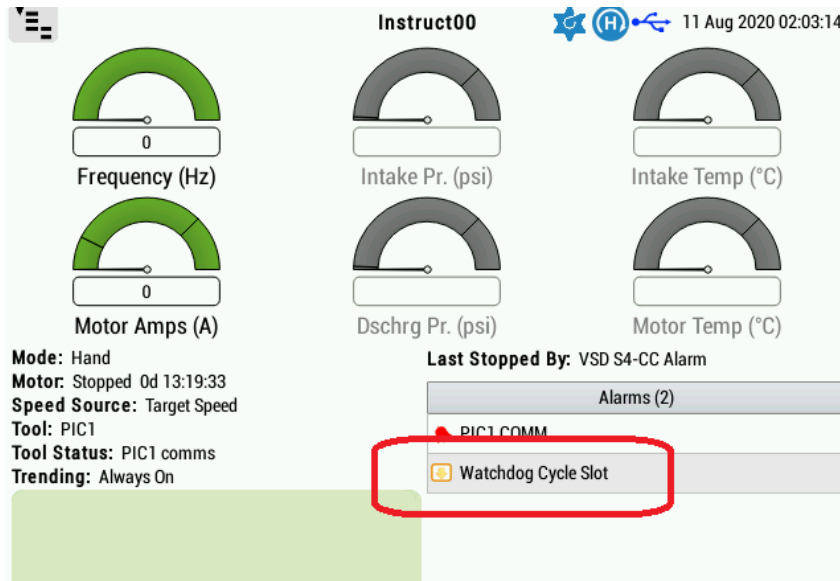 Instruct00
H
11 Aug 2020 02:03:14
0
Frequency (Hz)
Intake Pr. (psi)
Intake Temp (°C)
0
Motor Amps (A)
Dschrg Pr. (psi)
Motor Temp (°C)
Mode: Hand
Motor: Stopped 0d 13:19:33
Speed Source: Target Speed
Tool: PIC1
Tool Status: PIC1 comms
Trending: Always On
Last Stopped By: VSD S4-CC Alarm
Alarms (2)
PIC1 COMM
Watchdog Cycle Slot